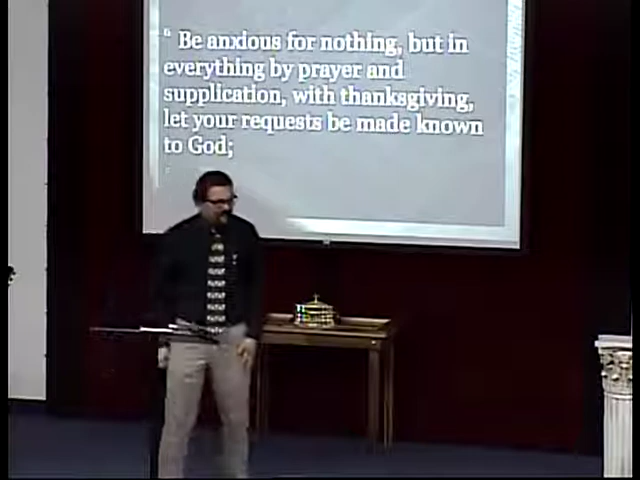 6 Be anxious for nothing, but in
everything by prayer and
supplication, with thanksgiving,
let your requests be made known
to God;